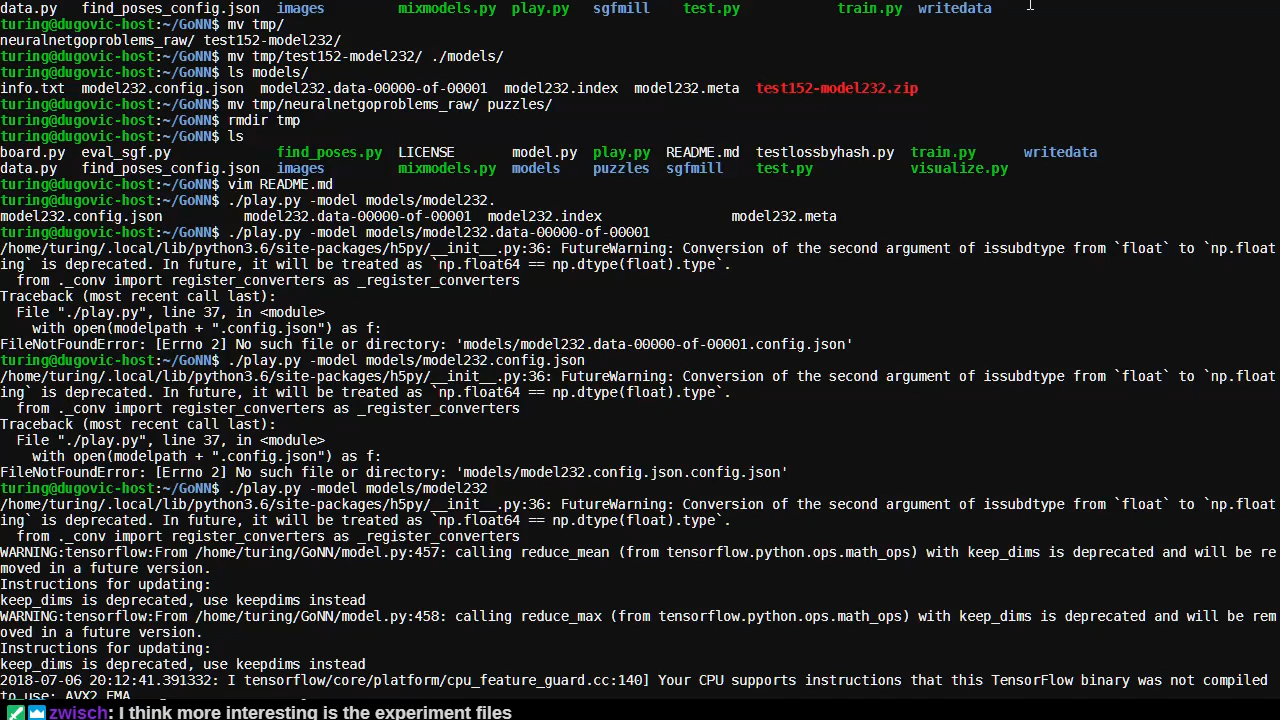 data.py   find_poses_config.json  images         mixmodels.py  play.py  sgfmill    test.py            train.py  writedata
turing@dugovic-host:~/GoNN$ mv tmp/
neuralnetgoproblems_raw/ test152-model232/
turing@dugovic-host:~/GoNN$ mv tmp/test152-model232/ ./models/
turing@dugovic-host:~/GoNN$ ls models/
info.txt  model232.config.json  model232.data-00000-of-00001  model232.index  model232.meta  test152-model232.zip
turing@dugovic-host:~/GoNN$ mv tmp/neuralnetgoproblems_raw/ puzzles/
turing@dugovic-host:~/GoNN$ rmdir tmp
turing@dugovic-host:~/GoNN$ ls
board.py  eval_sgf.py             find_poses.py  LICENSE       model.py  play.py  README.md  testlossbyhash.py  train.py      writedata
data.py   find_poses_config.json  images         mixmodels.py  models    puzzles  sgfmill    test.py            visualize.py
turing@dugovic-host:~/GoNN$ vim README.md
turing@dugovic-host:~/GoNN$ ./play.py -model models/model232.
model232.config.json          model232.data-00000-of-00001  model232.index                model232.meta
turing@dugovic-host:~/GoNN$ ./play.py -model models/model232.data-00000-of-00001
/home/turing/.local/lib/python3.6/site-packages/h5py/__init__.py:36: FutureWarning: Conversion of the second argument of issubdtype from `float` to `np.float
ing` is deprecated. In future, it will be treated as `np.float64 == np.dtype(float).type`.
  from ._conv import register_converters as _register_converters
Traceback (most recent call last):
  File "./play.py", line 37, in <module>
    with open(modelpath + ".config.json") as f:
FileNotFoundError: [Errno 2] No such file or directory: 'models/model232.data-00000-of-00001.config.json'
turing@dugovic-host:~/GoNN$ ./play.py -model models/model232.config.json
/home/turing/.local/lib/python3.6/site-packages/h5py/__init__.py:36: FutureWarning: Conversion of the second argument of issubdtype from `float` to `np.float
ing` is deprecated. In future, it will be treated as `np.float64 == np.dtype(float).type`.
  from ._conv import register_converters as _register_converters
Traceback (most recent call last):
  File "./play.py", line 37, in <module>
    with open(modelpath + ".config.json") as f:
FileNotFoundError: [Errno 2] No such file or directory: 'models/model232.config.json.config.json'
turing@dugovic-host:~/GoNN$ ./play.py -model models/model232
/home/turing/.local/lib/python3.6/site-packages/h5py/__init__.py:36: FutureWarning: Conversion of the second argument of issubdtype from `float` to `np.float
ing` is deprecated. In future, it will be treated as `np.float64 == np.dtype(float).type`.
  from ._conv import register_converters as _register_converters
WARNING:tensorflow:From /home/turing/GoNN/model.py:457: calling reduce_mean (from tensorflow.python.ops.math_ops) with keep_dims is deprecated and will be re
moved in a future version.
Instructions for updating:
keep_dims is deprecated, use keepdims instead
WARNING:tensorflow:From /home/turing/GoNN/model.py:458: calling reduce_max (from tensorflow.python.ops.math_ops) with keep_dims is deprecated and will be rem
oved in a future version.
Instructions for updating:
keep_dims is deprecated, use keepdims instead
2018-07-06 20:12:41.391332: I tensorflow/core/platform/cpu_feature_guard.cc:140] Your CPU supports instructions that this TensorFlow binary was not compiled
to use: AVX2 FMA
zwisch: I think more interesting is the experiment files